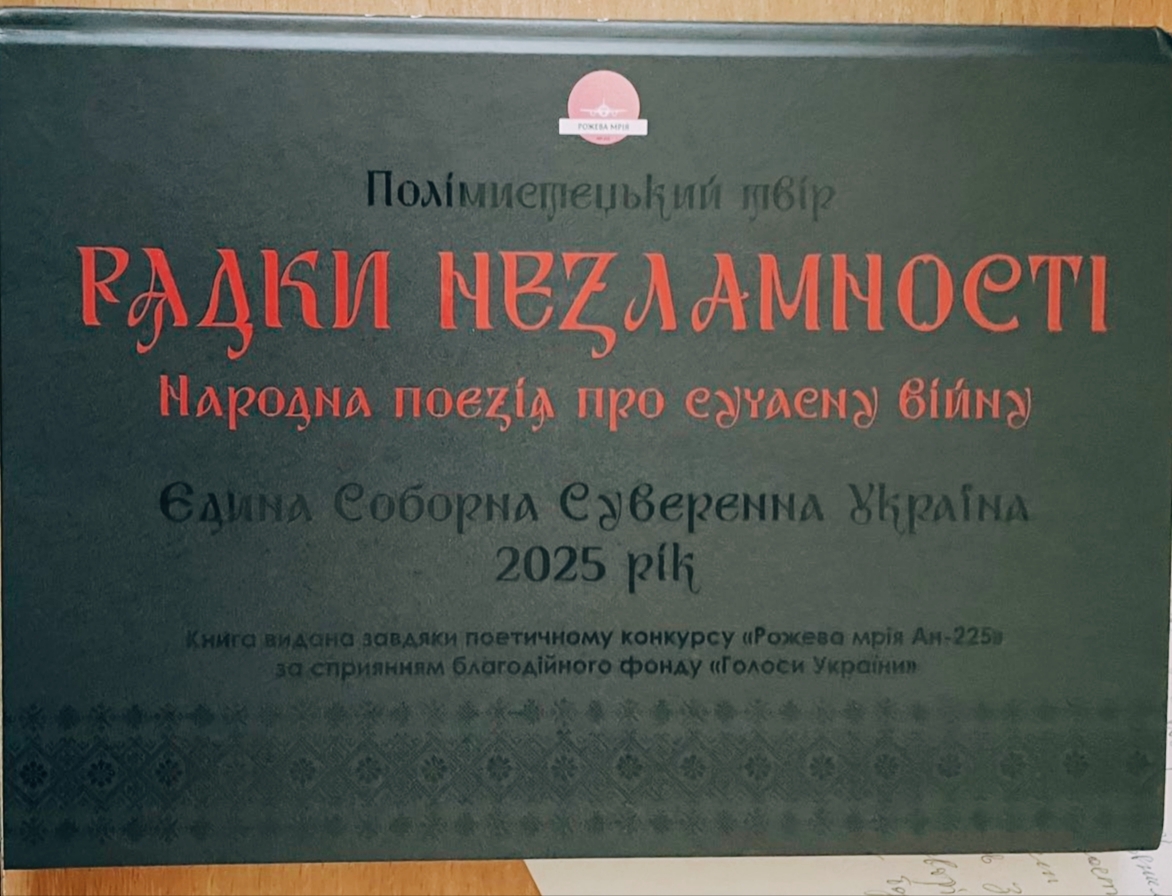 РОЖЕВА МРІЯ
Полімистецький твір
РАДКИ НЕЗЛАМНОСТІ
Народна поезія про сучасну війну
Єдина Соборна Суверенна Україна
2025 рік
Книга видана завдяки поетичному конкурсу «Рожева мрія Ан-225»
за сприянням благодійного фонду «Голоси України»